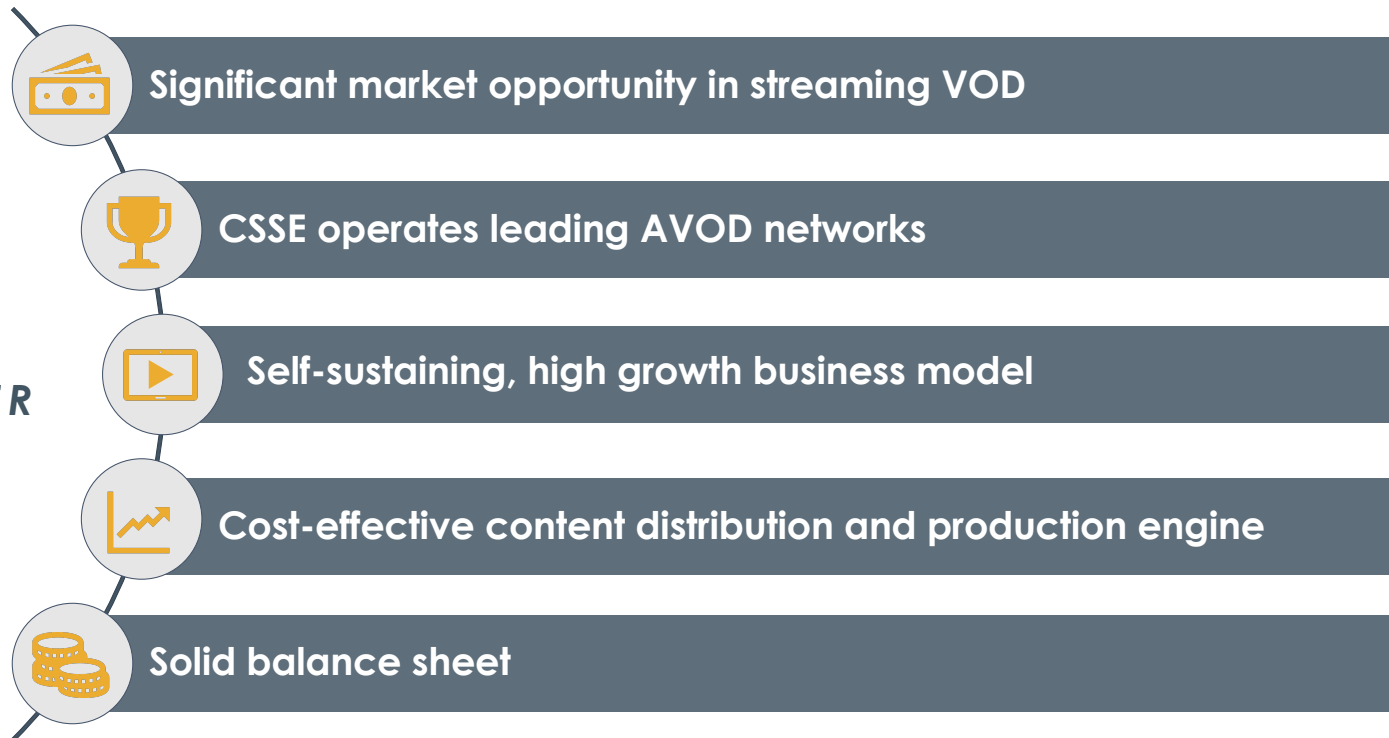 Significant market opportunity in streaming VOD
CSSE operates leading AVOD networks
Self-sustaining, high growth business model
R
Cost-effective content distribution and production engine
Solid balance sheet